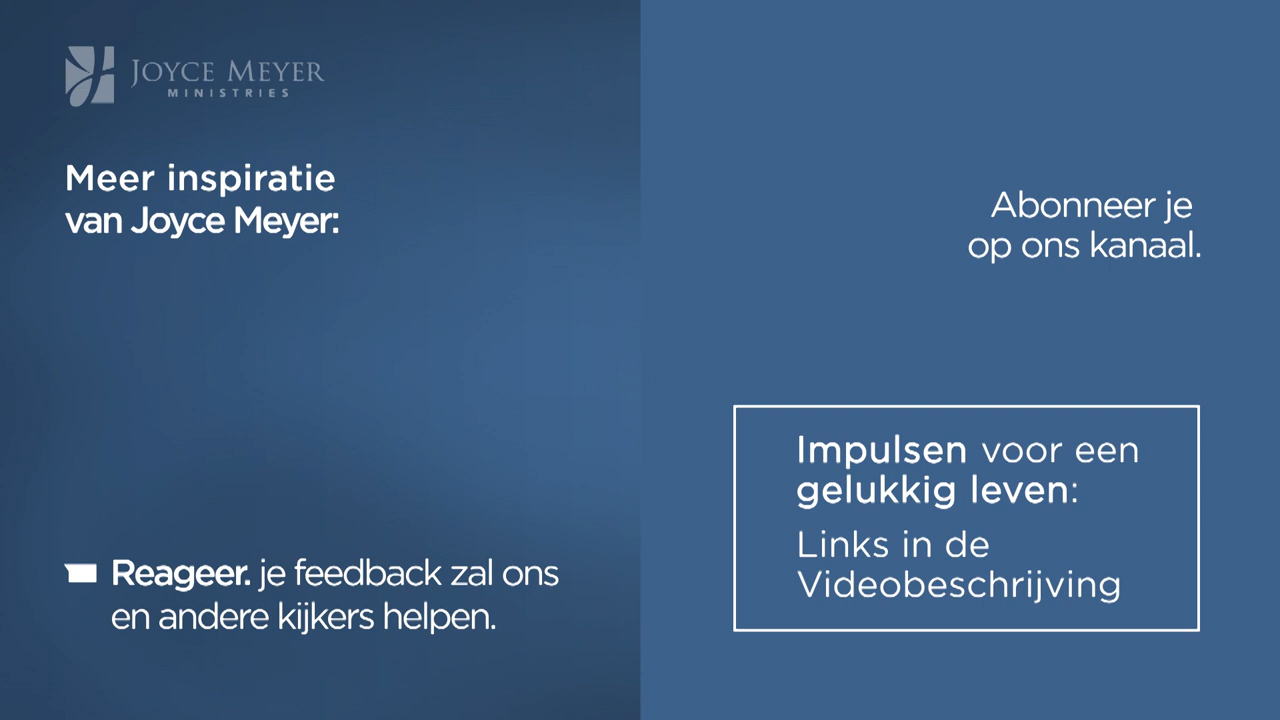 JOYCE MEYER
MINISTRIES
Meer inspiratie
van Joyce Meyer:
Abonneer je
op ons kanaal.
Impulsen voor een
gelukkig leven:
Links in de
Videobeschrijving
Reageer. je feedback zal ons
en andere kijkers helpen.